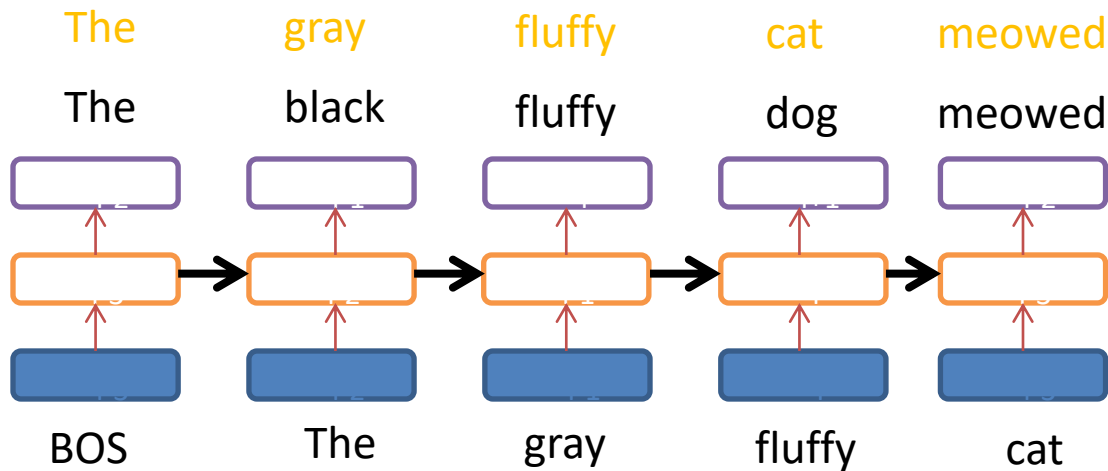 The gray fluffy cat meowed
The black fluffy dog meowed
BOS The gray fluffy cat